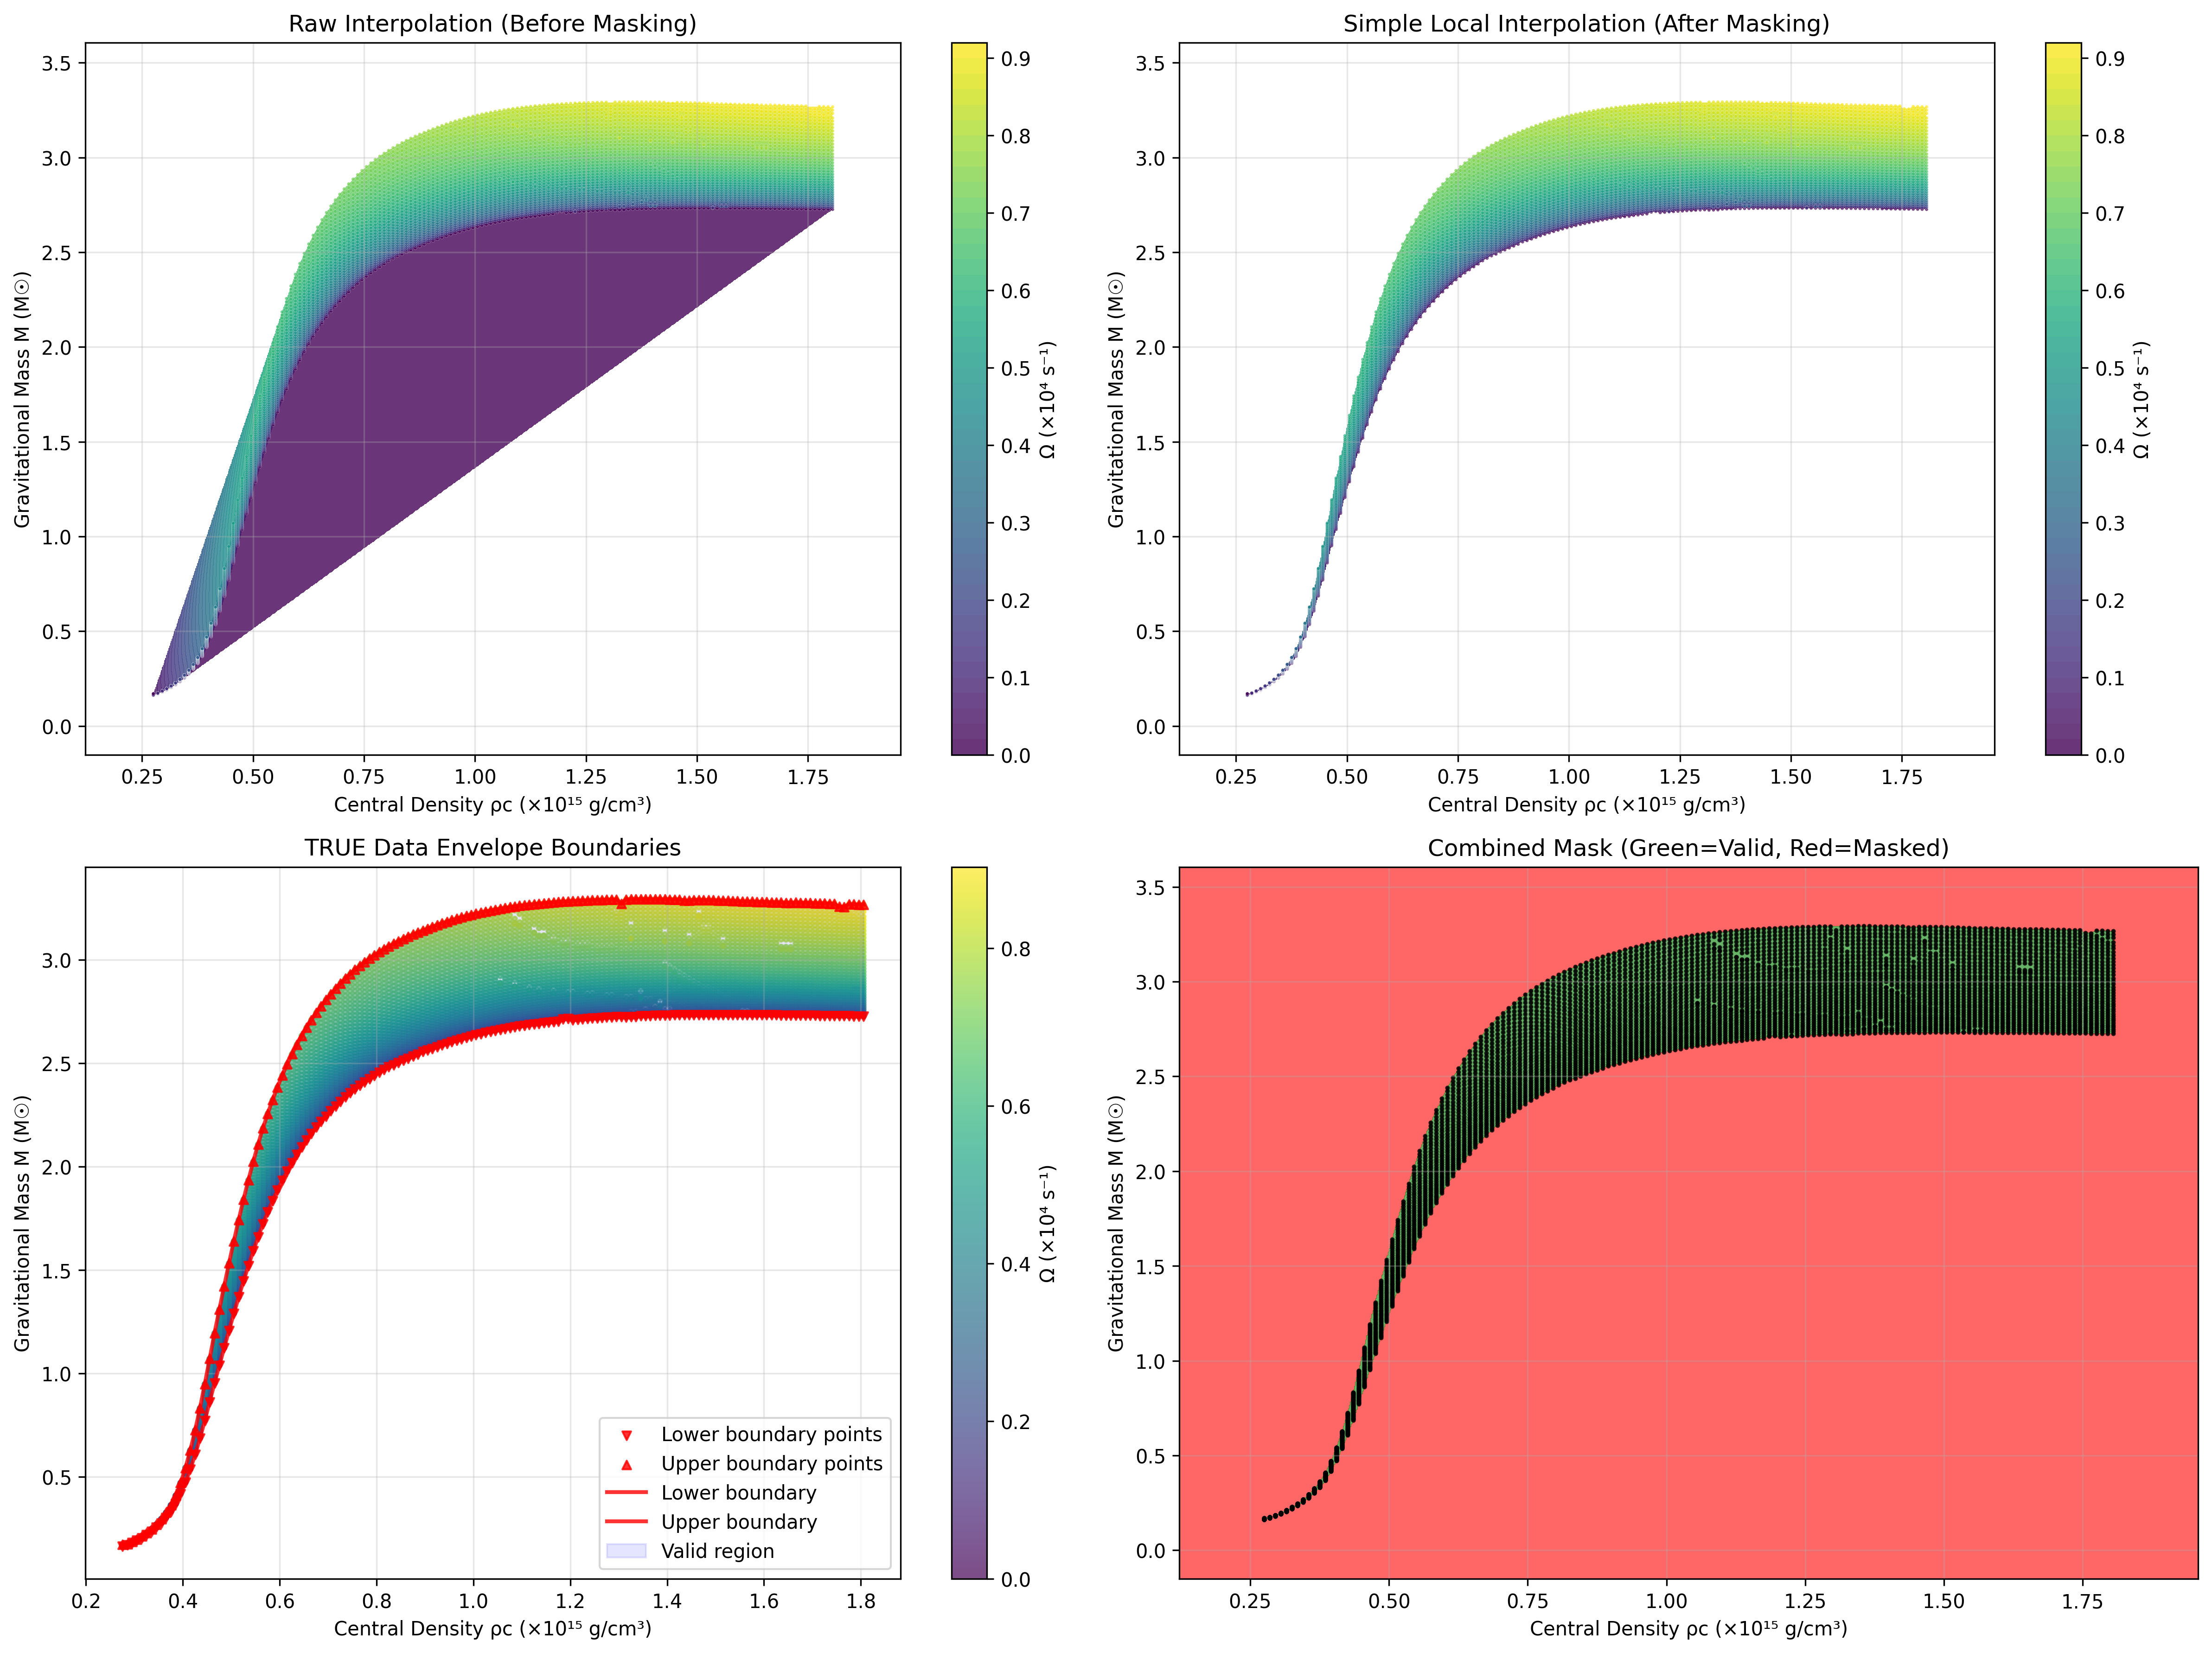 Raw Interpolation (Before Masking)
3.5
3.0
2.5
2.0
1.5
1.0
0.5
0.0
Gravitational Mass M (M☉)
0.25 0.50 0.75 1.00 1.25 1.50 1.75
Central Density ρc (×10¹⁵ g/cm³)
0.9
0.8
0.7
0.6
0.5
0.4
0.3
0.2
0.1
0.0
Ω (×10⁴ s⁻¹)
Simple Local Interpolation (After Masking)
3.5
3.0
2.5
2.0
1.5
1.0
0.5
0.0
Gravitational Mass M (M☉)
0.25 0.50 0.75 1.00 1.25 1.50 1.75
Central Density ρc (×10¹⁵ g/cm³)
0.9
0.8
0.7
0.6
0.5
0.4
0.3
0.2
0.1
0.0
Ω (×10⁴ s⁻¹)
TRUE Data Envelope Boundaries
3.0
2.5
2.0
1.5
1.0
0.5
Gravitational Mass M (M☉)
Lower boundary points
Upper boundary points
Lower boundary
Upper boundary
Valid region
0.2 0.4 0.6 0.8 1.0 1.2 1.4 1.6 1.8
Central Density ρc (×10¹⁵ g/cm³)
0.8
0.6
0.4
0.2
0.0
Ω (×10⁴ s⁻¹)
Combined Mask (Green=Valid, Red=Masked)
3.5
3.0
2.5
2.0
1.5
1.0
0.5
0.0
Gravitational Mass M (M☉)
0.25 0.50 0.75 1.00 1.25 1.50 1.75
Central Density ρc (×10¹⁵ g/cm³)